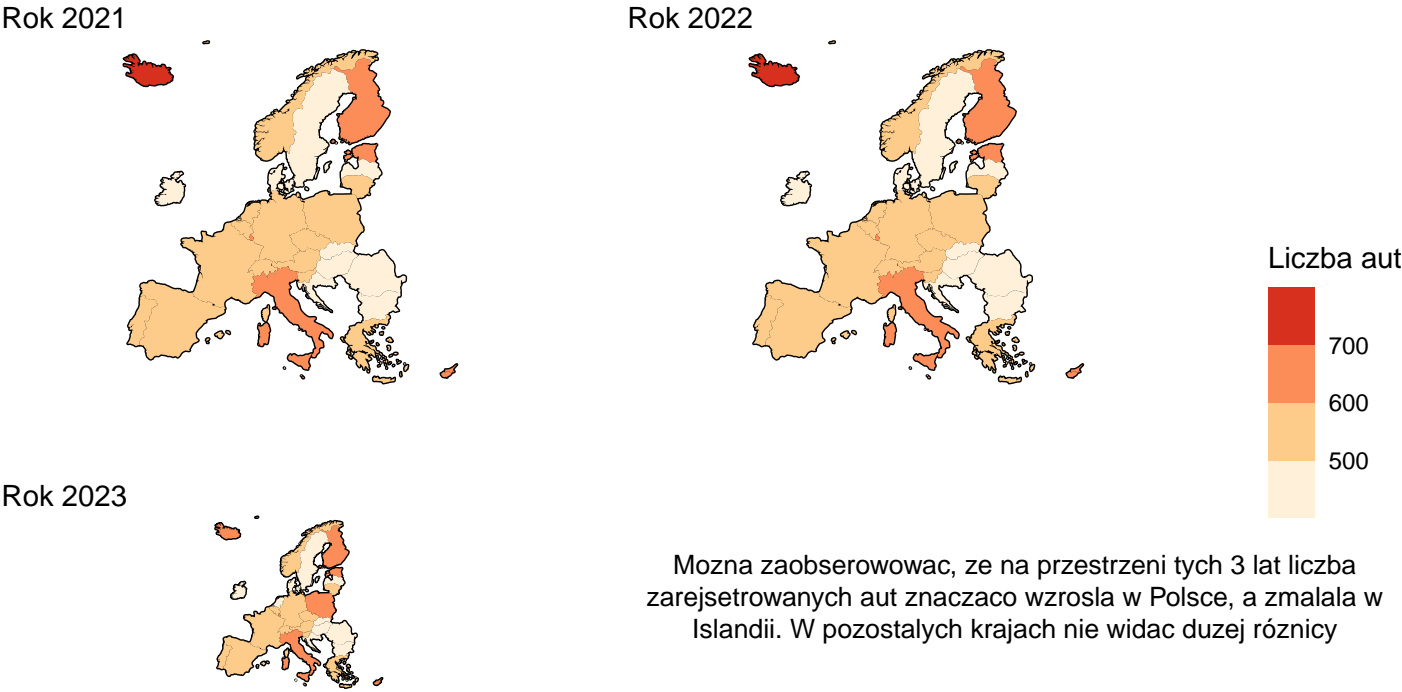 Rok 2021
Rok 2022
Liczba aut
700
600
500
Rok 2023
Mozna zaobserowowac, ze na przestrzeni tych 3 lat liczba
zarejsetrowanych aut znaczaco wzrosla w Polsce, a zmalala w
Islandii. W pozostalych krajach nie widac duzej róznicy